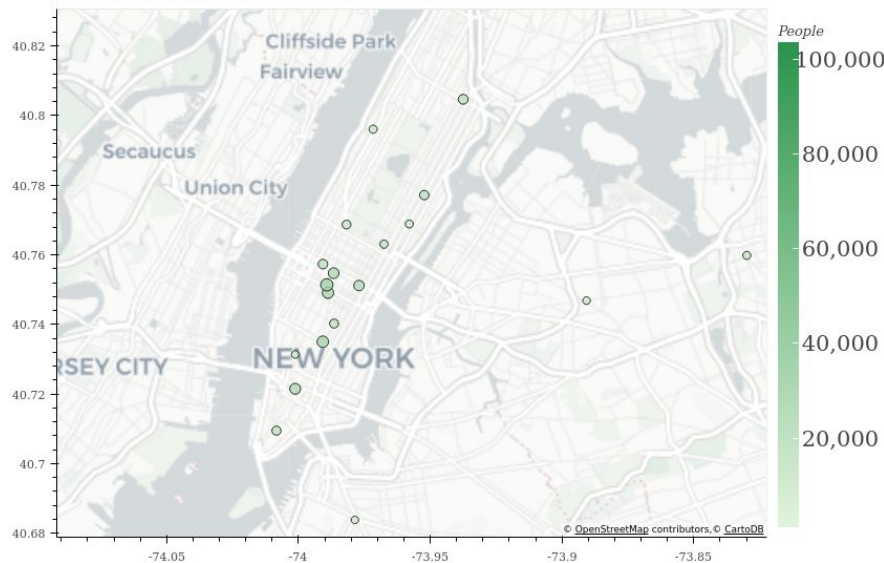 People
40.82
40.8
40.78
40.76
40.74
40.72
40.7
40.68
Cliffside Park
Fairview
Secaucus
Union City
NEW YORK
RSEY CITY
100,000
80,000
60,000
40,000
20,000
© OpenStreetMap contributors,© CartoDB
-74.05
-74
-73.95
-73.9
-73.85